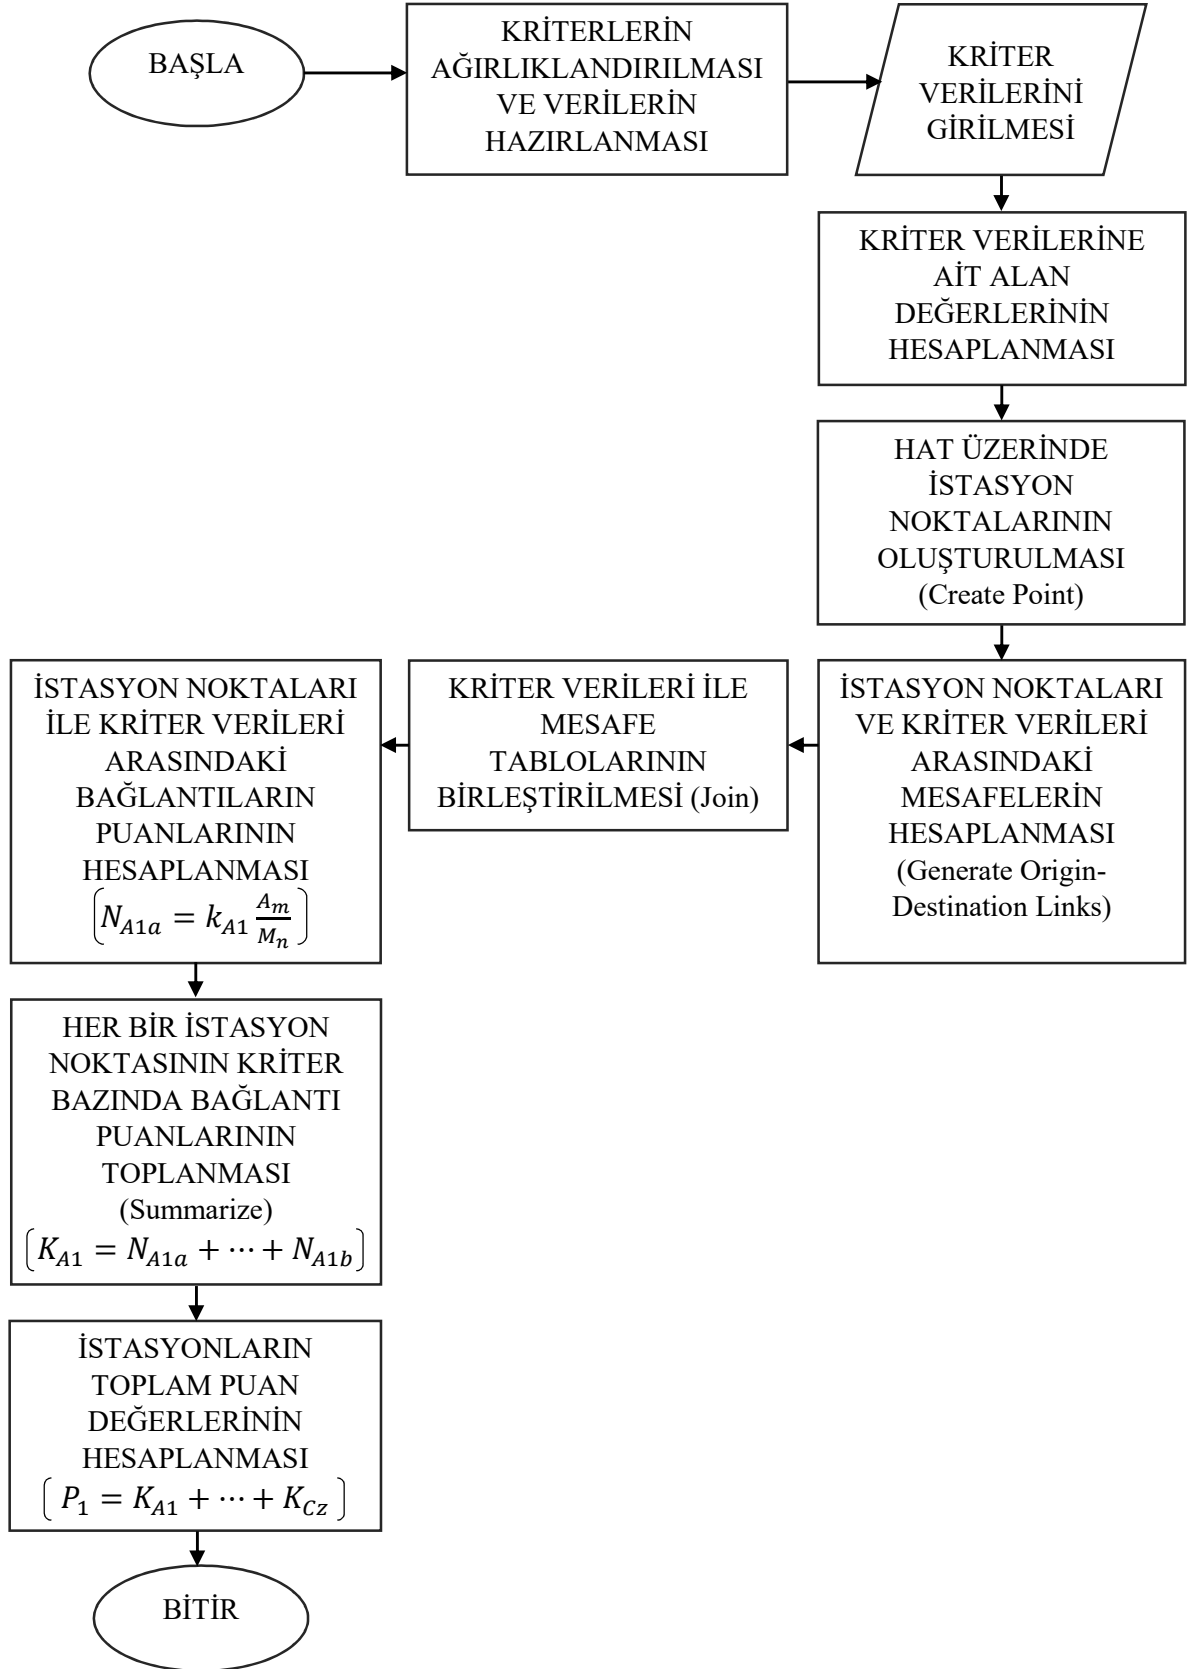 BAŞLA
KRİTERLERİN
AĞIRLIKLANDIRILMASI
VE VERİLERİN
HAZIRLANMASI
KRİTER
VERİLERİNİ
GİRİLMESİ
KRİTER VERİLERİNE
AİT ALAN
DEĞERLERİNİN
HESAPLANMASI
HAT ÜZERİNDE
İSTASYON
NOKTALARININ
OLUŞTURULMASI
(Create Point)
İSTASYON NOKTALARI
VE KRİTER VERİLERİ
ARASINDAKİ
MESAFELERİN
HESAPLANMASI
(Generate Origin-
Destination Links)
KRİTER VERİLERİ İLE
MESAFE
TABLOLARININ
BİRLEŞTİRİLMESİ (Join)
İSTASYON NOKTALARI
İLE KRİTER VERİLERİ
ARASINDAKİ
BAĞLANTILARIN
PUANLARININ
HESAPLANMASI
(N_{A1a} = k_{A1} \frac{A_m}{M_n})
HER BİR İSTASYON
NOKTASININ KRİTER
BAZINDA BAĞLANTI
PUANLARININ
TOPLANMASI
(Summarize)
(K_{A1} = N_{A1a} + ⋯ + N_{A1b})
İSTASYONLARIN
TOPLAM PUAN
DEĞERLERİNİN
HESAPLANMASI
(P_1 = K_{A1} + ⋯ + K_{Cz})
BİTİR